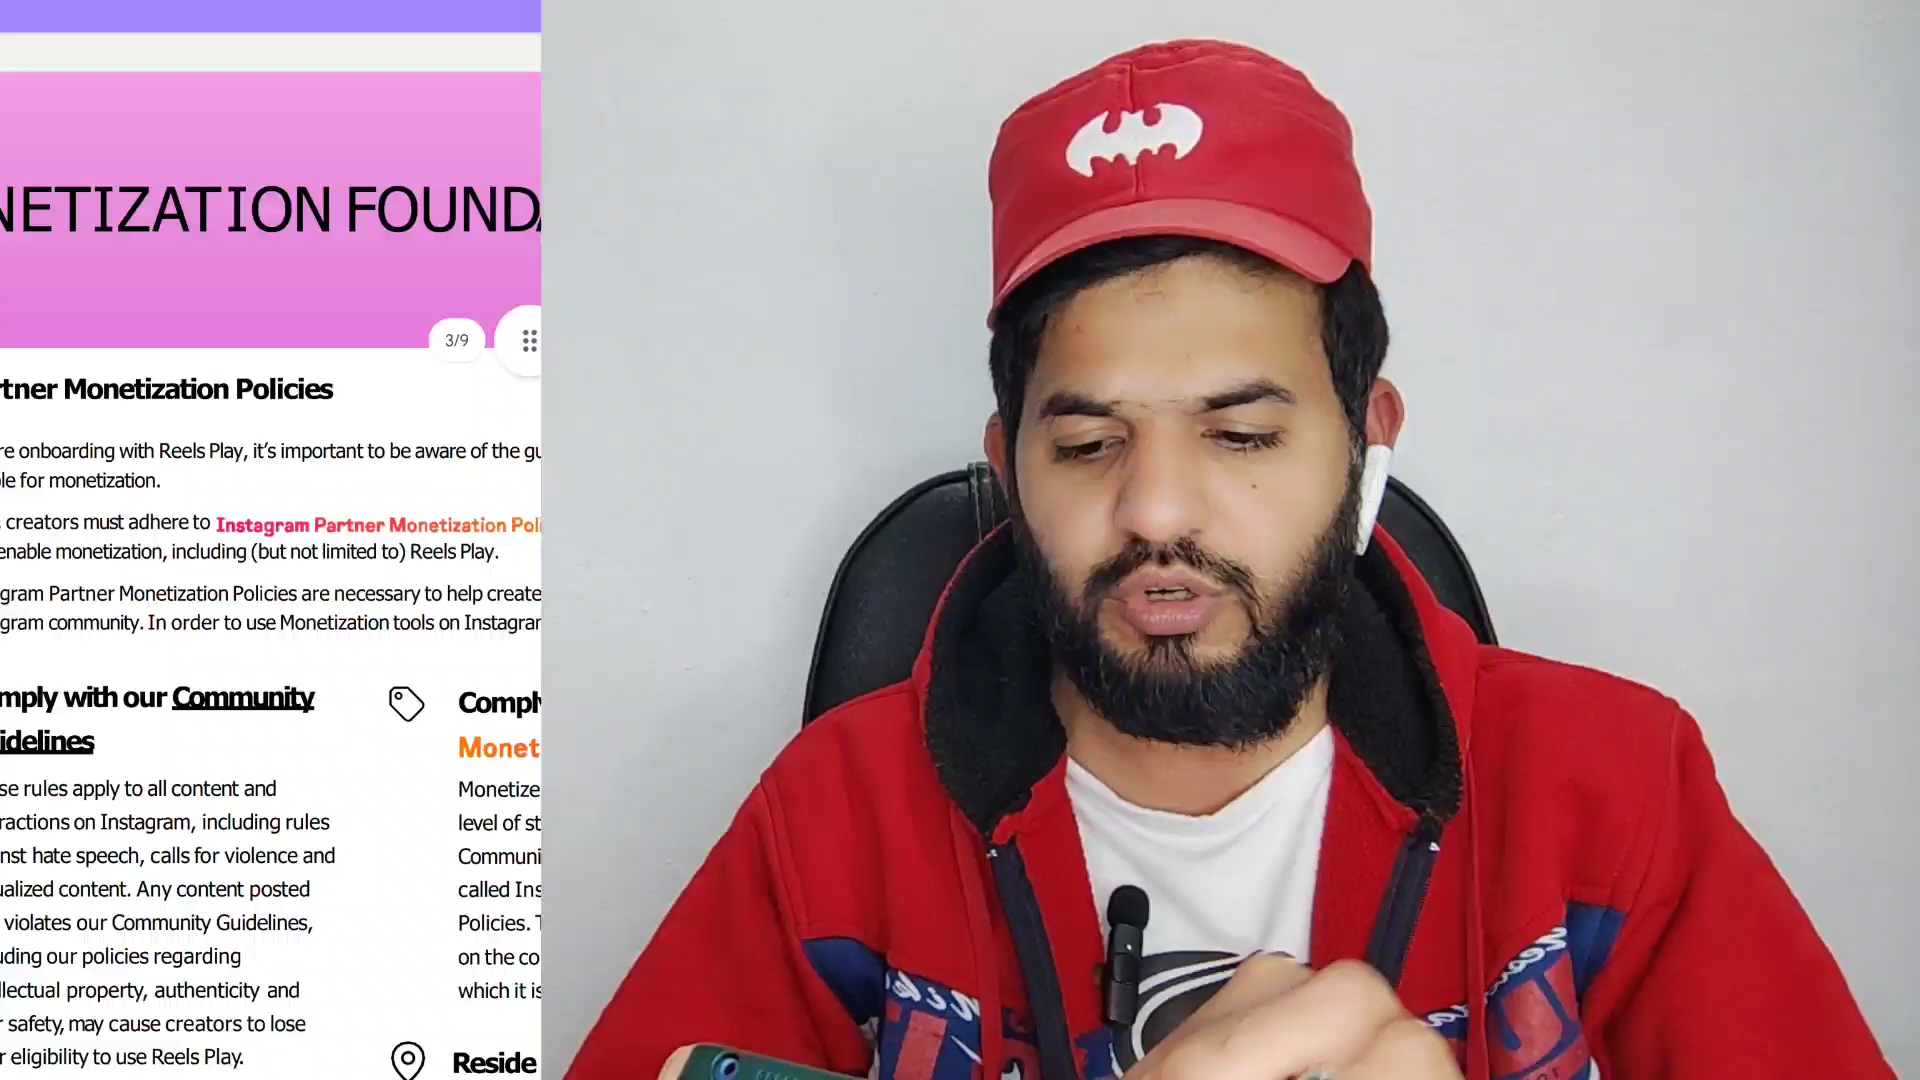 NETIZATION FOUNDA
3/9
rtner Monetization Policies
re onboarding with Reels Play, it's important to be aware of the gu
le for monetization.
, creators must adhere to Instagram Partner Monetization Poli
enable monetization, including (but not limited to) Reels Play.
gram Partner Monetization Policies are necessary to help create
gram community. In order to use Monetization tools on Instagram
mply with our Community
idelines
se rules apply to all content and
ractions on Instagram, including rules
nst hate speech, calls for violence and
ualized content. Any content posted
violates our Community Guidelines,
uding our policies regarding
llectual property, authenticity and
r safety, may cause creators to lose
r eligibility to use Reels Play.
Comply
Monet
Monetize
level of st
Communi
called Ins
Policies. T
on the co
which it is
Reside